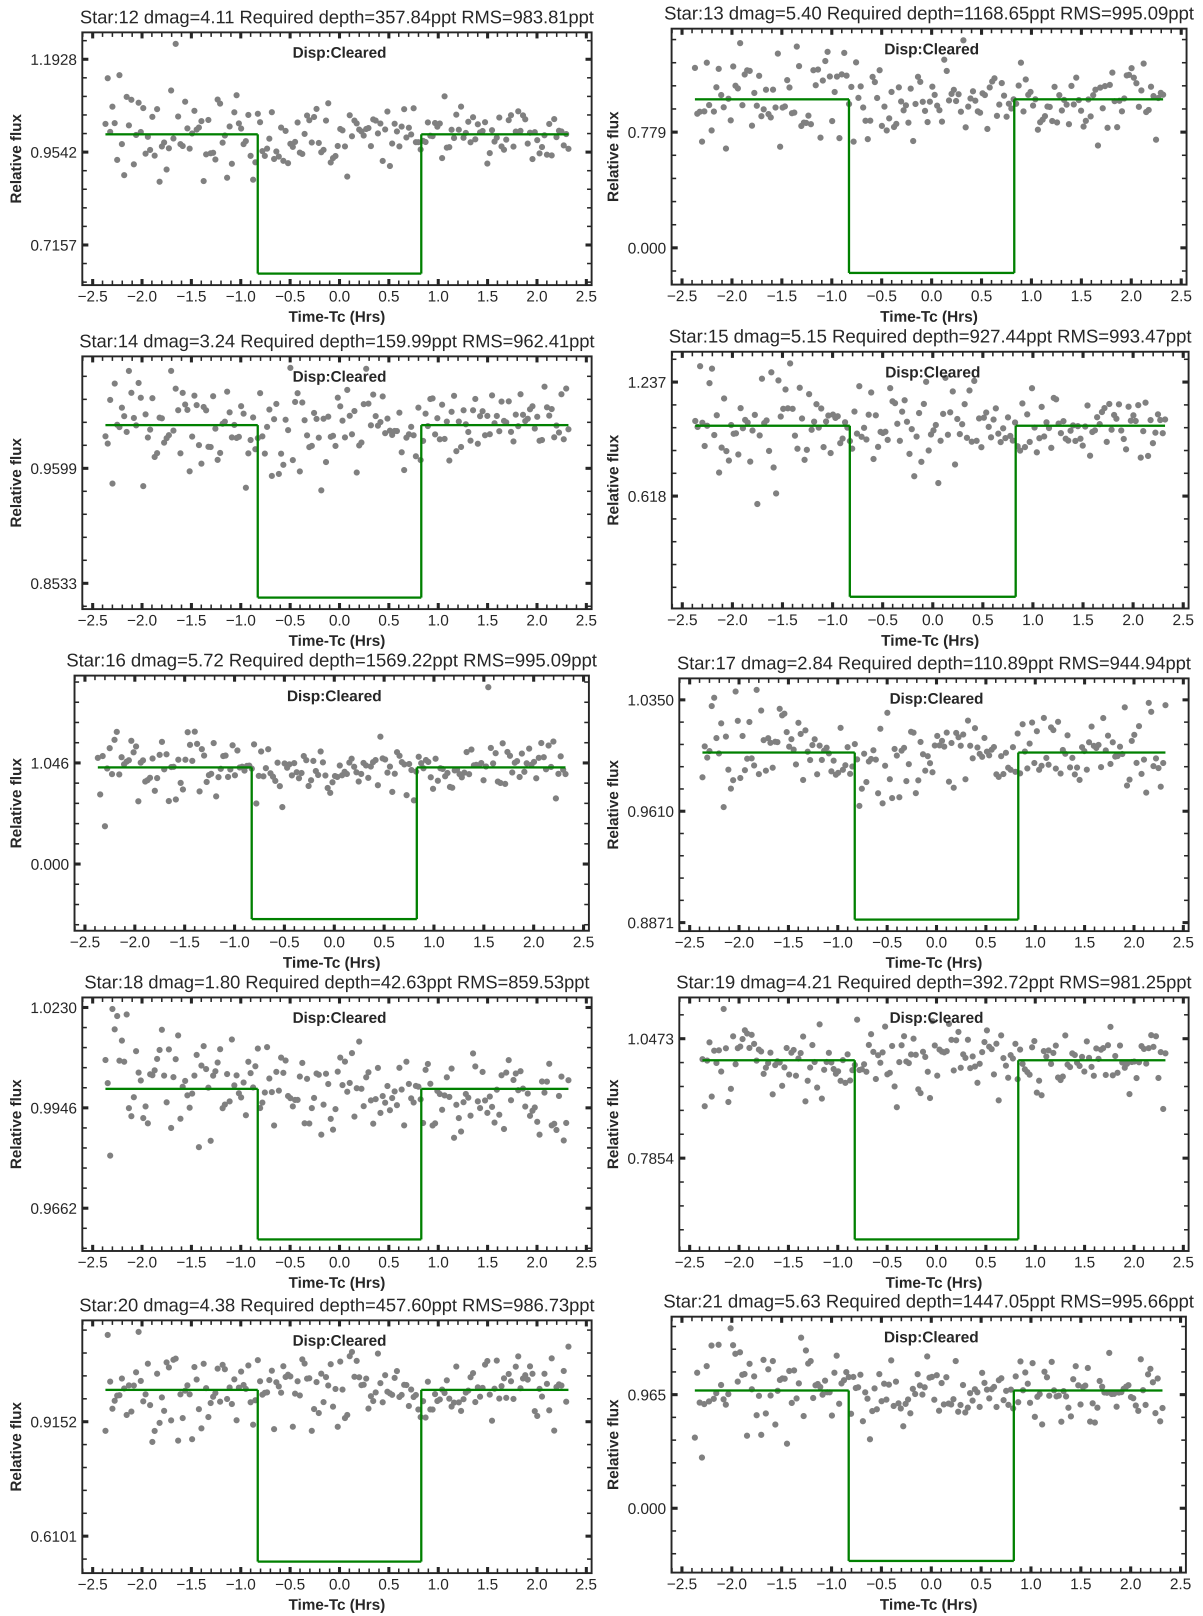 Star:12 dmag=4.11 Required depth=357.84ppt RMS=983.81ppt
Disp:Cleared
1.1928
0.9542
0.7157
Relative flux
−2.5 −2.0 −1.5 −1.0 −0.5 0.0 0.5 1.0 1.5 2.0 2.5
Time-Tc (Hrs)
Star:13 dmag=5.40 Required depth=1168.65ppt RMS=995.09ppt
Disp:Cleared
0.779
0.000
Relative flux
−2.5 −2.0 −1.5 −1.0 −0.5 0.0 0.5 1.0 1.5 2.0 2.5
Time-Tc (Hrs)
Star:14 dmag=3.24 Required depth=159.99ppt RMS=962.41ppt
Disp:Cleared
0.9599
0.8533
Relative flux
−2.5 −2.0 −1.5 −1.0 −0.5 0.0 0.5 1.0 1.5 2.0 2.5
Time-Tc (Hrs)
Star:15 dmag=5.15 Required depth=927.44ppt RMS=993.47ppt
Disp:Cleared
1.237
0.618
Relative flux
−2.5 −2.0 −1.5 −1.0 −0.5 0.0 0.5 1.0 1.5 2.0 2.5
Time-Tc (Hrs)
Star:16 dmag=5.72 Required depth=1569.22ppt RMS=995.09ppt
Disp:Cleared
1.046
0.000
Relative flux
−2.5 −2.0 −1.5 −1.0 −0.5 0.0 0.5 1.0 1.5 2.0 2.5
Time-Tc (Hrs)
Star:17 dmag=2.84 Required depth=110.89ppt RMS=944.94ppt
Disp:Cleared
1.0350
0.9610
0.8871
Relative flux
−2.5 −2.0 −1.5 −1.0 −0.5 0.0 0.5 1.0 1.5 2.0 2.5
Time-Tc (Hrs)
Star:18 dmag=1.80 Required depth=42.63ppt RMS=859.53ppt
Disp:Cleared
1.0230
0.9946
0.9662
Relative flux
−2.5 −2.0 −1.5 −1.0 −0.5 0.0 0.5 1.0 1.5 2.0 2.5
Time-Tc (Hrs)
Star:19 dmag=4.21 Required depth=392.72ppt RMS=981.25ppt
Disp:Cleared
1.0473
0.7854
Relative flux
−2.5 −2.0 −1.5 −1.0 −0.5 0.0 0.5 1.0 1.5 2.0 2.5
Time-Tc (Hrs)
Star:20 dmag=4.38 Required depth=457.60ppt RMS=986.73ppt
Disp:Cleared
0.9152
0.6101
Relative flux
−2.5 −2.0 −1.5 −1.0 −0.5 0.0 0.5 1.0 1.5 2.0 2.5
Time-Tc (Hrs)
Star:21 dmag=5.63 Required depth=1447.05ppt RMS=995.66ppt
Disp:Cleared
0.965
0.000
Relative flux
−2.5 −2.0 −1.5 −1.0 −0.5 0.0 0.5 1.0 1.5 2.0 2.5
Time-Tc (Hrs)